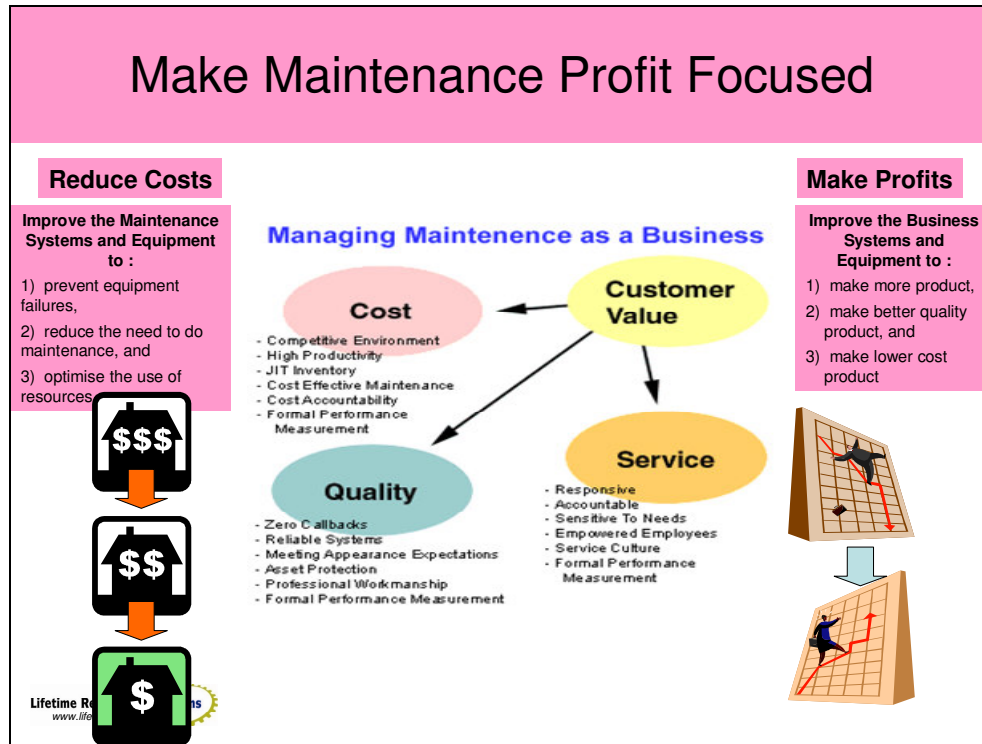 Make Maintenance Profit Focused
Reduce Costs
Improve the Maintenance
Systems and Equipment
to :
1) prevent equipment
failures,
2) reduce the need to do
maintenance, and
3) optimise the use of
resources
$$$
$$
$
Lifetime
www.
Managing Maintenence as a Business
Cost
- Competitive Environment
- High Productivity
- JIT Inventory
- Cost Effective Maintenance
- Cost Accountability
- Formal Performance
Measurement
Customer
Value
Quality
- Zero Callbacks
- Reliable Systems
- Meeting Appearance Expectations
- Asset Protection
- Professional Workmanship
- Formal Performance Measurement
Service
- Responsive
- Accountable
- Sensitive To Needs
- Empowered Employees
- Service Culture
- Formal Performance
Measurement
Make Profits
Improve the Business
Systems and
Equipment to :
1) make more product,
2) make better quality
product, and
3) make lower cost
product